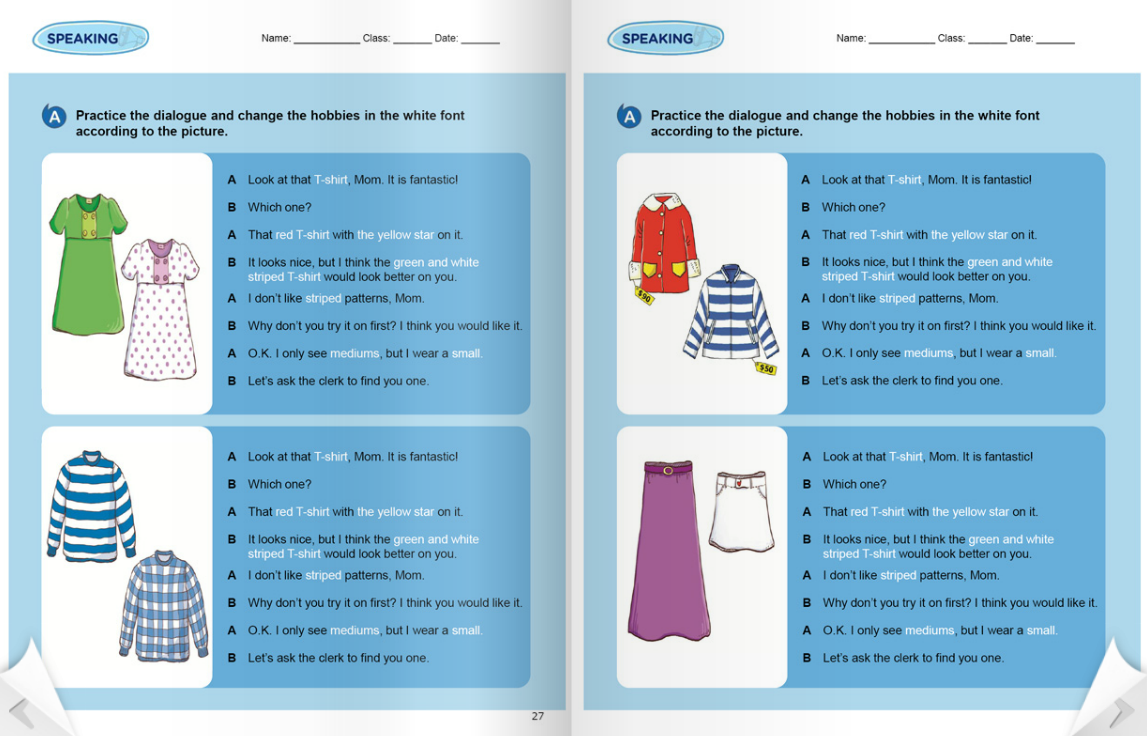 SPEAKING
Name: ____________ Class: _______ Date: _______
A Practice the dialogue and change the hobbies in the white font
according to the picture.
A Look at that T-shirt, Mom. It is fantastic!
B Which one?
A That red T-shirt with the yellow star on it.
B It looks nice, but I think the green and white
striped T-shirt would look better on you.
A I don't like striped patterns, Mom.
B Why don't you try it on first? I think you would like it.
A O.K. I only see mediums, but I wear a small.
B Let's ask the clerk to find you one.
A Look at that T-shirt, Mom. It is fantastic!
B Which one?
A That red T-shirt with the yellow star on it.
B It looks nice, but I think the green and white
striped T-shirt would look better on you.
A I don't like striped patterns, Mom.
B Why don't you try it on first? I think you would like it.
A O.K. I only see mediums, but I wear a small.
B Let's ask the clerk to find you one.
27
SPEAKING
Name: ____________ Class: _______ Date: _______
A Practice the dialogue and change the hobbies in the white font
according to the picture.
$90
$50
A Look at that T-shirt, Mom. It is fantastic!
B Which one?
A That red T-shirt with the yellow star on it.
B It looks nice, but I think the green and white
striped T-shirt would look better on you.
A I don't like striped patterns, Mom.
B Why don't you try it on first? I think you would like it.
A O.K. I only see mediums, but I wear a small.
B Let's ask the clerk to find you one.
A Look at that T-shirt, Mom. It is fantastic!
B Which one?
A That red T-shirt with the yellow star on it.
B It looks nice, but I think the green and white
striped T-shirt would look better on you.
A I don't like striped patterns, Mom.
B Why don't you try it on first? I think you would like it.
A O.K. I only see mediums, but I wear a small.
B Let's ask the clerk to find you one.